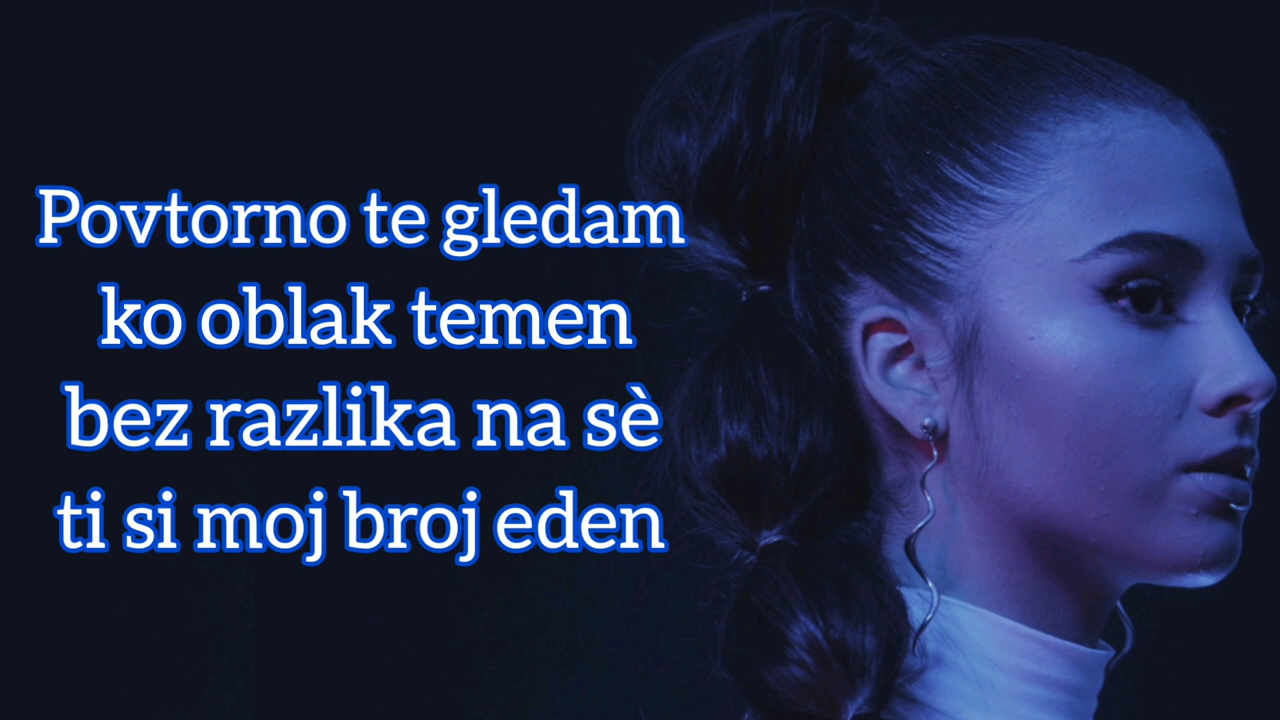 Povtorno te gledam
ko oblak temen
bez razlika na sè
ti si moj broj eden